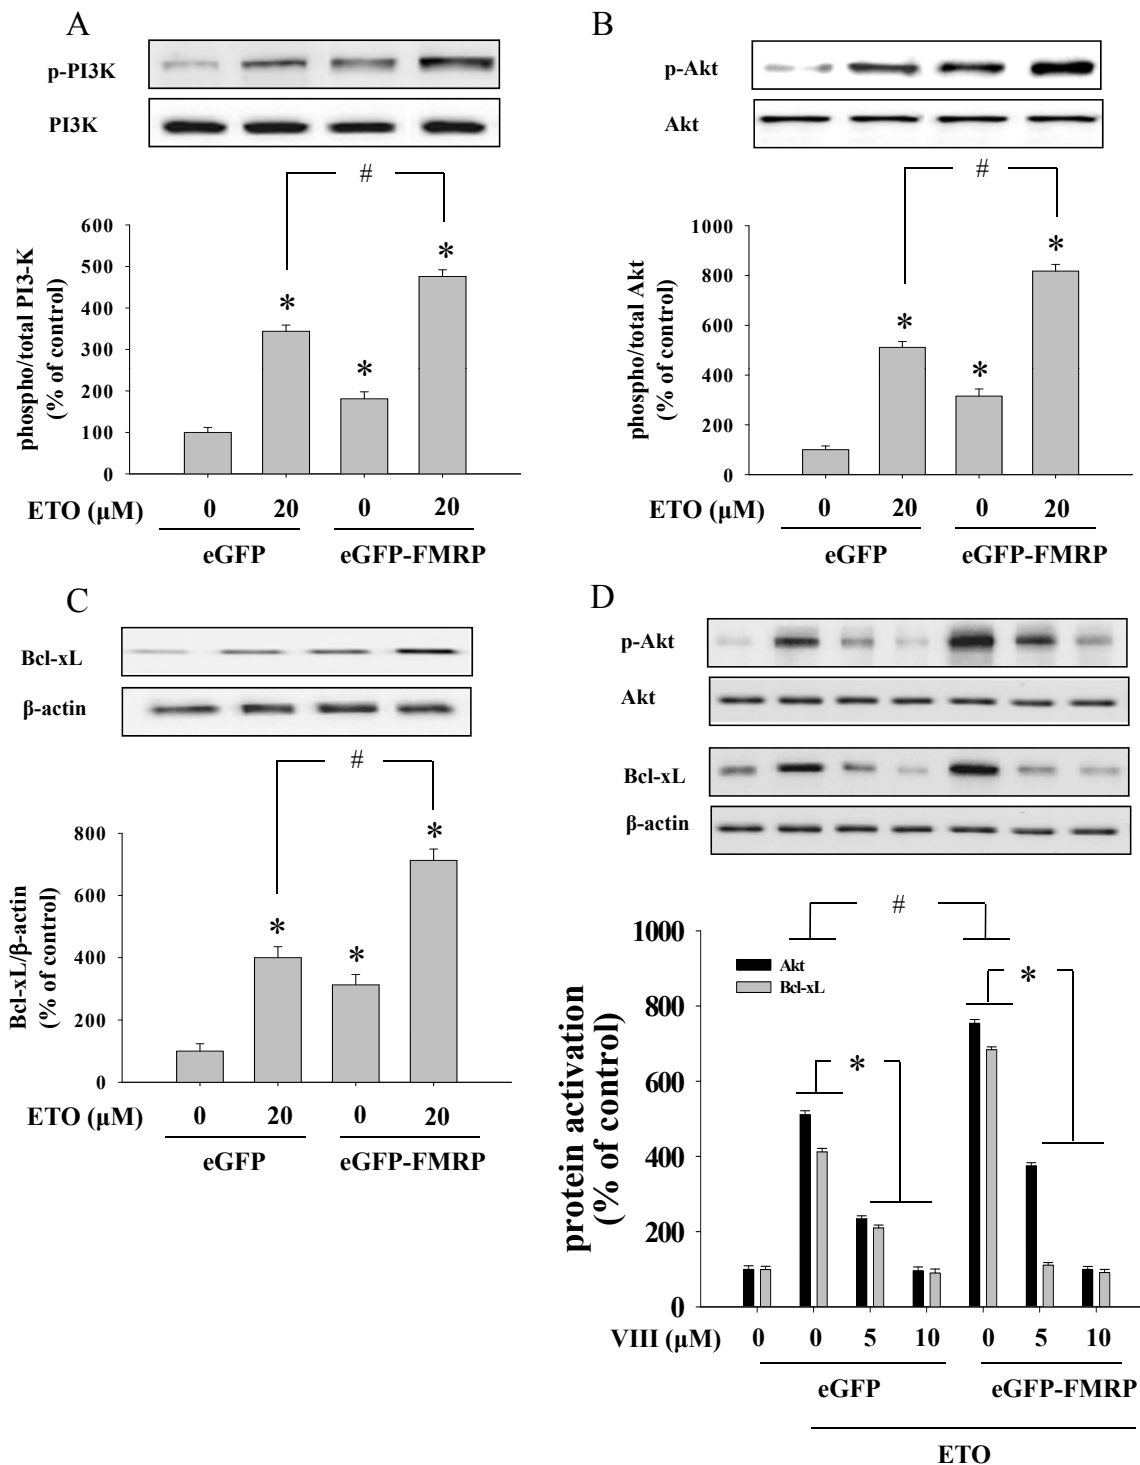 A
p-PI3K
PI3K
#
phospho/total PI3-K
(% of control)
600
500
400
300
200
100
0
*
*
*
ETO (μM)
0
20
0
20
eGFP
eGFP-FMRP
B
p-Akt
Akt
#
phospho/total Akt
(% of control)
1000
800
600
400
200
0
*
*
*
ETO (μM)
0
20
0
20
eGFP
eGFP-FMRP
C
Bcl-xL
β-actin
#
Bcl-xL/β-actin
(% of control)
800
600
400
200
0
*
*
*
ETO (μM)
0
20
0
20
eGFP
eGFP-FMRP
D
p-Akt
Akt
Bcl-xL
β-actin
#
protein activation
(% of control)
1000
800
600
400
200
0
Akt
Bcl-xL
*
*
VIII (μM)
0
0
5
10
0
5
10
eGFP
eGFP-FMRP
ETO